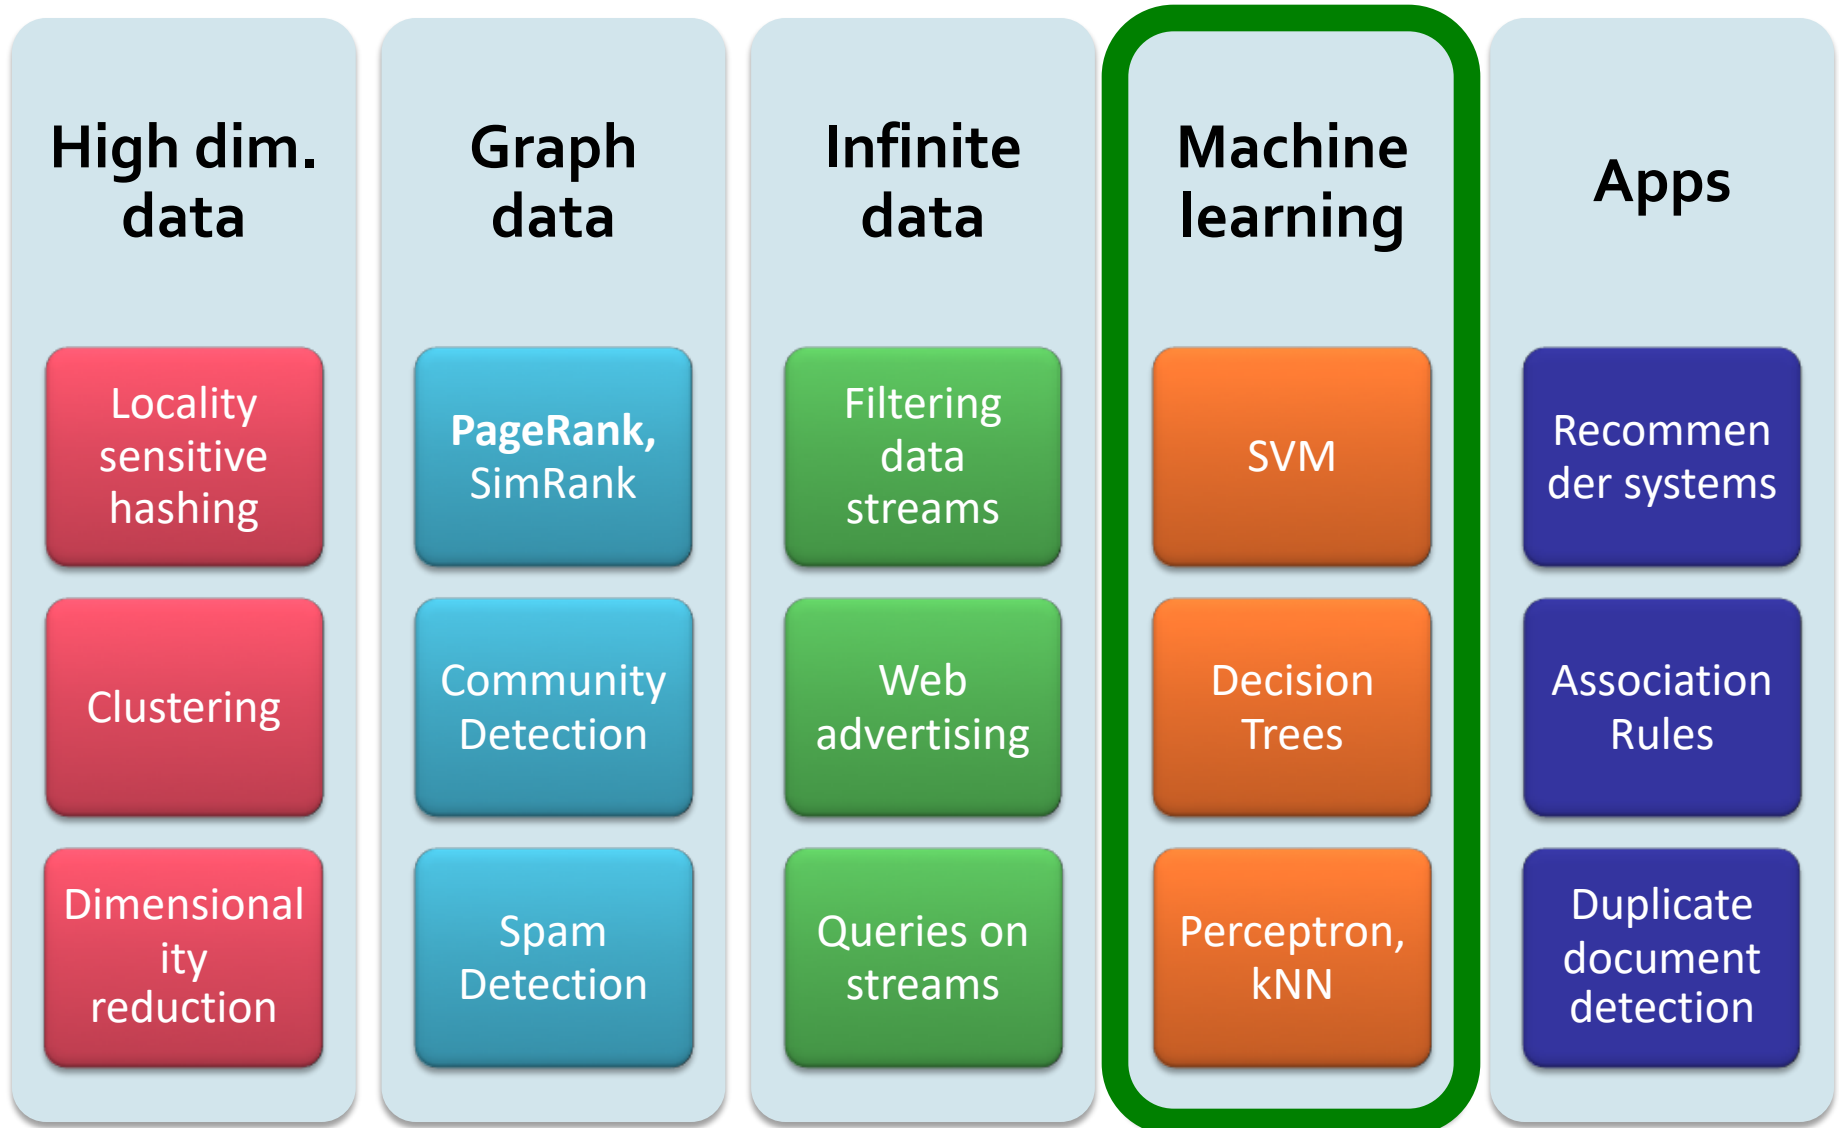 High dim.
data
Locality
sensitive
hashing
Clustering
Dimensional
ity
reduction
Graph
data
PageRank,
SimRank
Community
Detection
Spam
Detection
Infinite
data
Filtering
data
streams
Web
advertising
Queries on
streams
Machine
learning
SVM
Decision
Trees
Perceptron,
kNN
Apps
Recommen
der systems
Association
Rules
Duplicate
document
detection